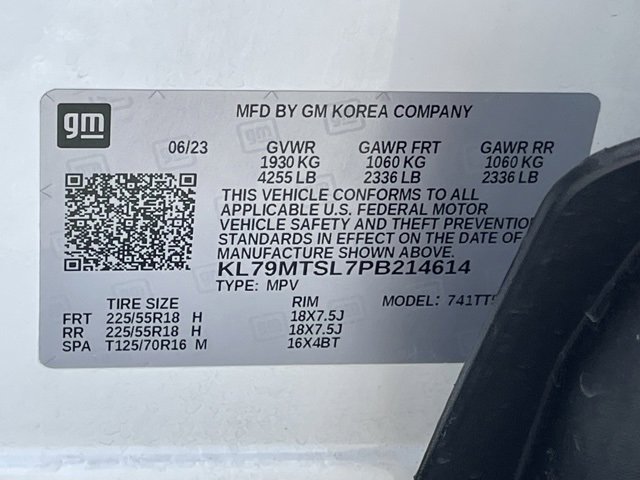 gm
MFD BY GM KOREA COMPANY
06/23 GVWR GAWR FRT GAWR RR
1930 KG 1060 KG 1060 KG
4255 LB 2336 LB 2336 LB
THIS VEHICLE CONFORMS TO ALL
APPLICABLE U.S. FEDERAL MOTOR
VEHICLE SAFETY AND THEFT PREVENTION
STANDARDS IN EFFECT ON THE DATE OF
MANUFACTURE SHOWN ABOVE.
KL79MTSL7PB214614
TYPE: MPV
TIRE SIZE RIM MODEL:
FRT 225/55R18 H 18X7.5J
RR 225/55R18 H 18X7.5J
SPA T125/70R16 M 16X4BT